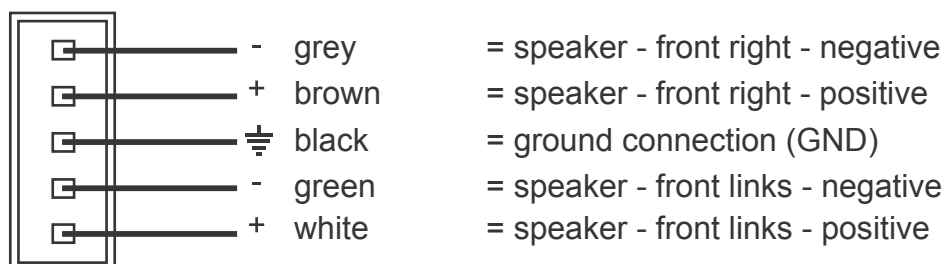 - grey = speaker - front right - negative
+ brown = speaker - front right - positive
black = ground connection (GND)
- green = speaker - front links - negative
+ white = speaker - front links - positive